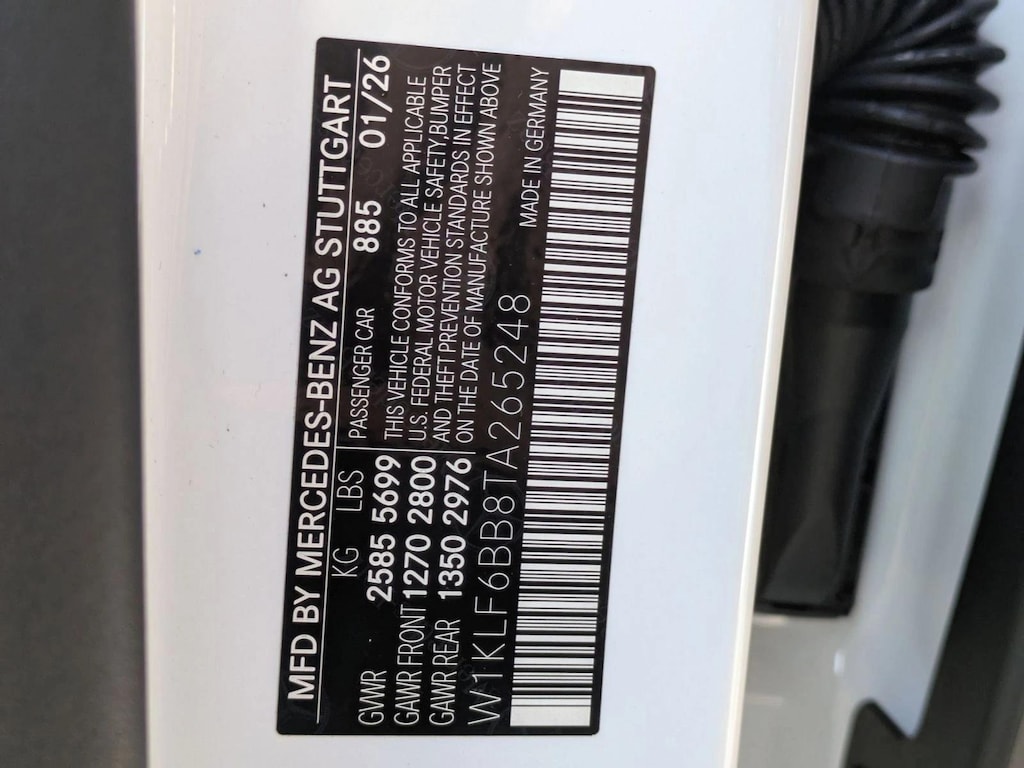 MFD BY MERCEDES-BENZ AG STUTTGART
KG LBS
GWR 2585 5699
GAWR FRONT 1270 2800
GAWR REAR 1350 2976
PASSENGER CAR 885 01/26
THIS VEHICLE CONFORMS TO ALL APPLICABLE
U.S. FEDERAL MOTOR VEHICLE SAFETY,BUMPER
AND THEFT PREVENTION STANDARDS IN EFFECT
ON THE DATE OF MANUFACTURE SHOWN ABOVE
W1KLF6BB8TA265248
MADE IN GERMANY